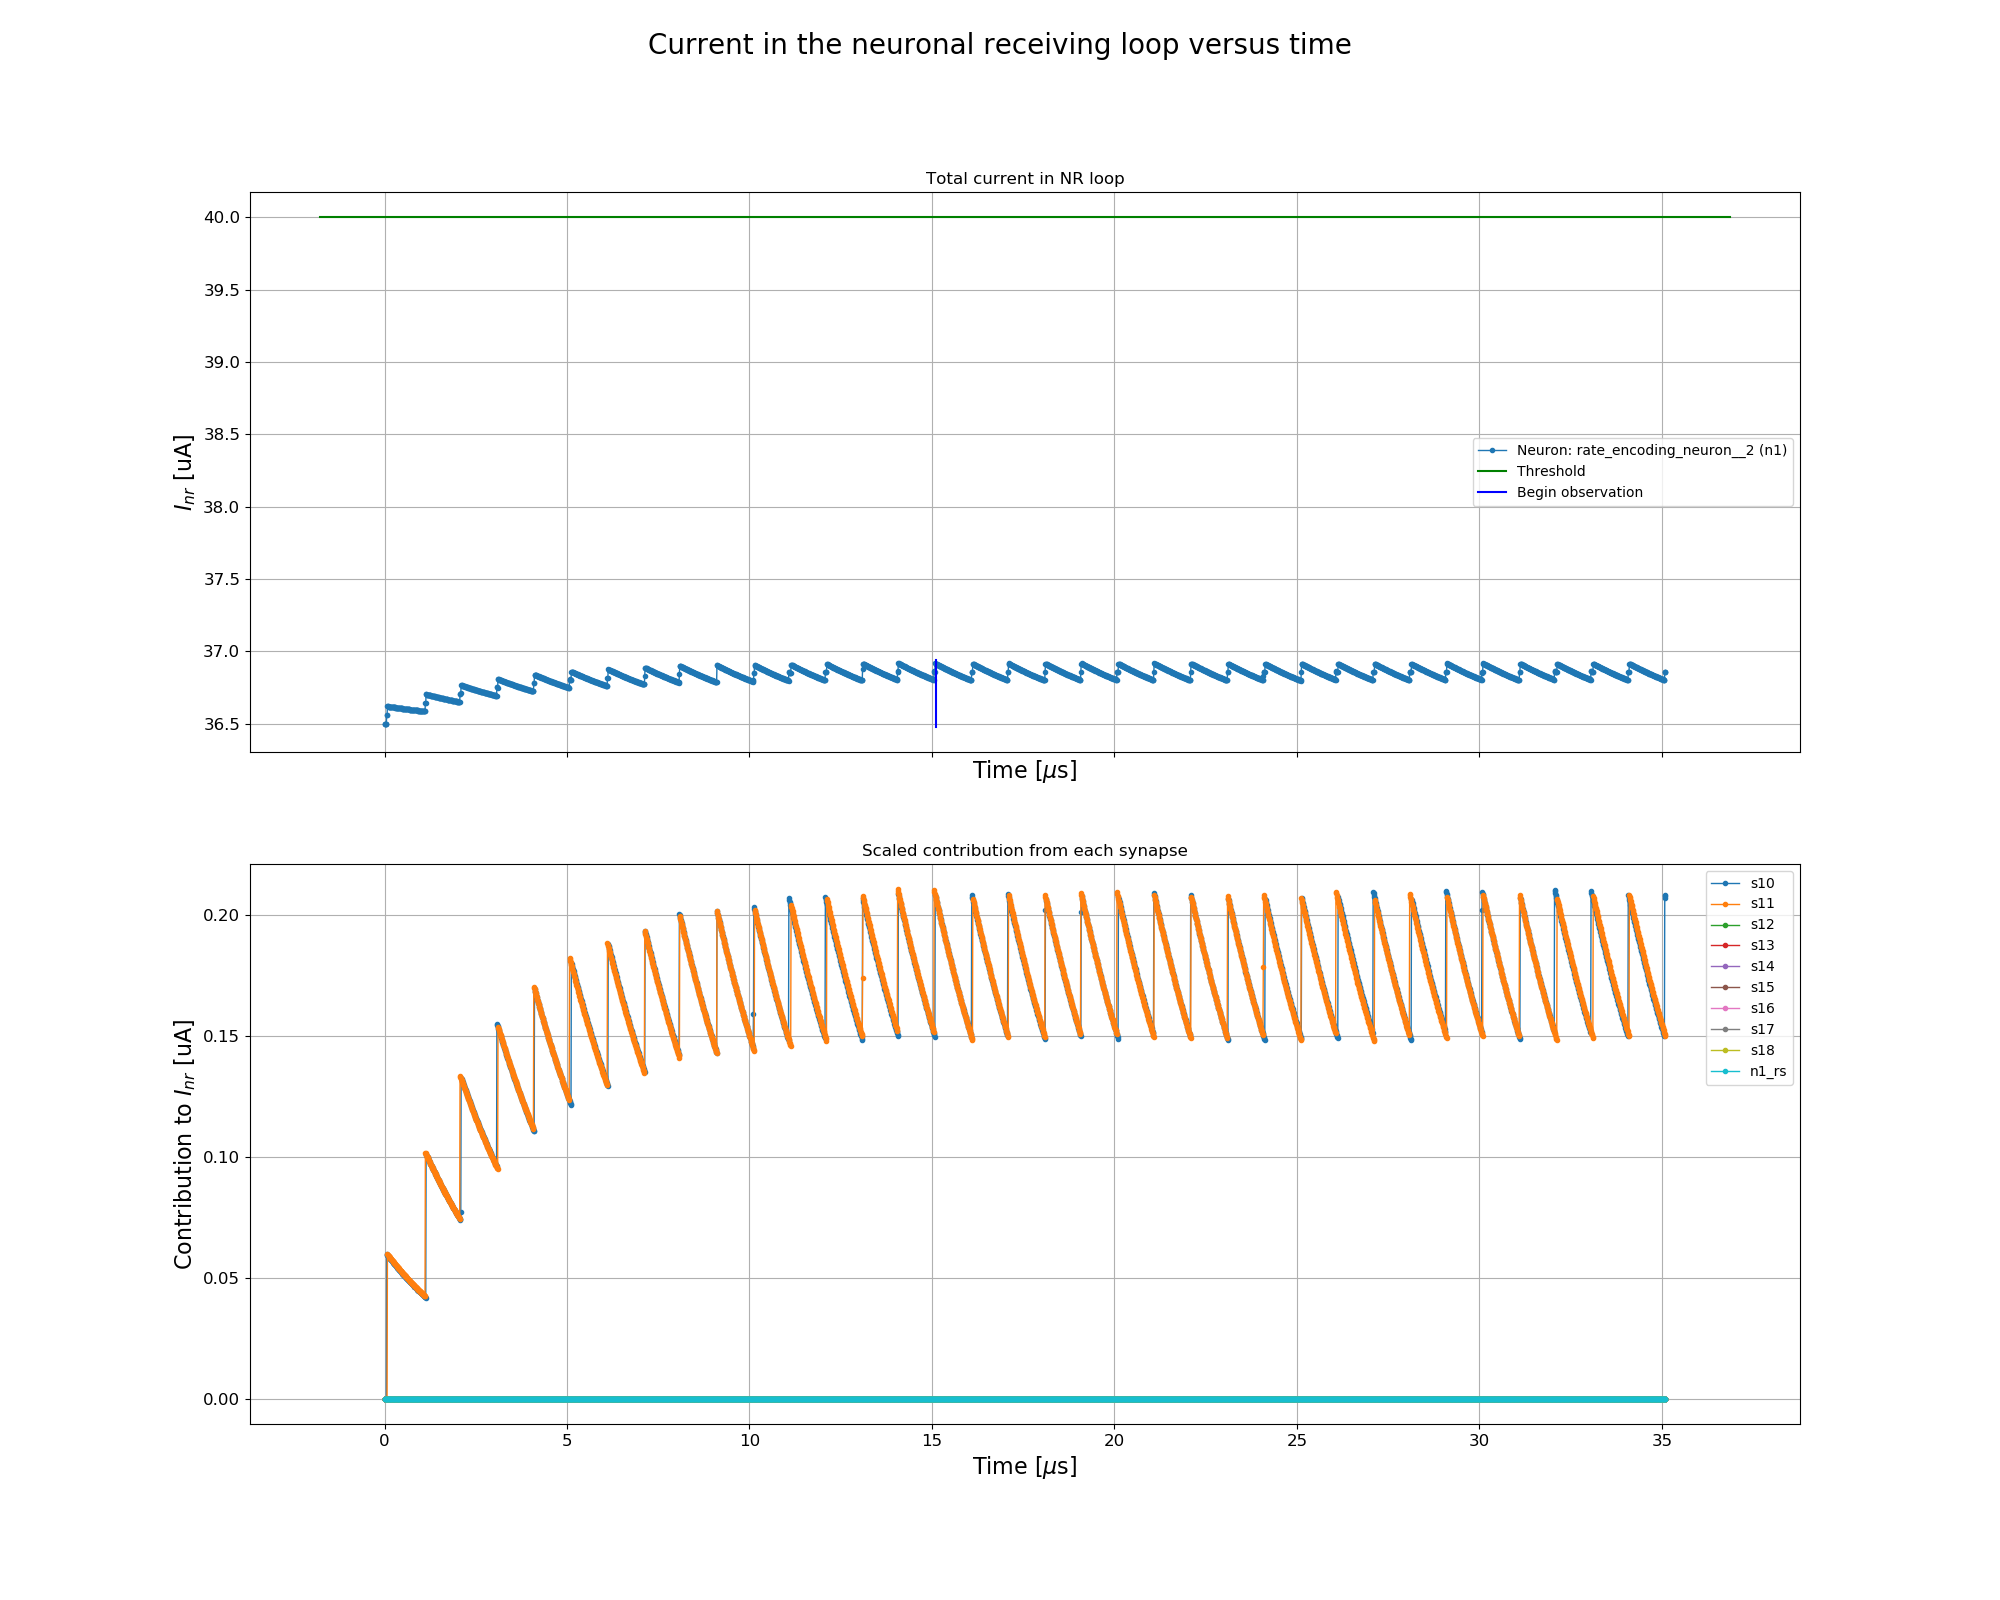 Current in the neuronal receiving loop versus time
Total current in NR loop
40.0
39.5
39.0
38.5
38.0
37.5
37.0
36.5
I_nr [uA]
Neuron: rate_encoding_neuron__2 (n1)
Threshold
Begin observation
Time [μs]
Scaled contribution from each synapse
0.20
0.15
0.10
0.05
0.00
Contribution to I_nr [uA]
s10
s11
s12
s13
s14
s15
s16
s17
s18
n1_rs
0 5 10 15 20 25 30 35
Time [μs]